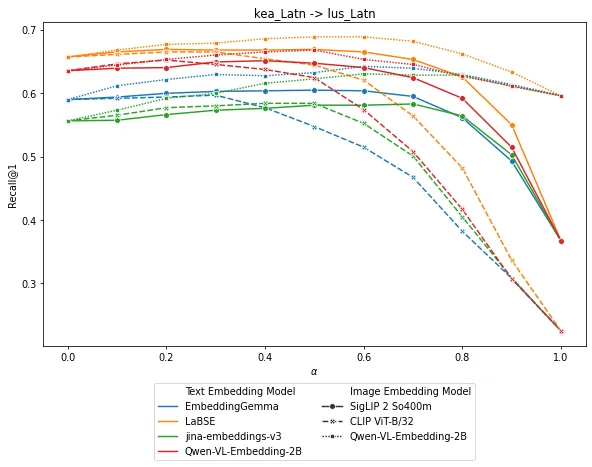 kea_Latn -> lus_Latn
Recall@1
0.7
0.6
0.5
0.4
0.3
0.0 0.2 0.4 0.6 0.8 1.0
α
Text Embedding Model
EmbeddingGemma
LaBSE
jina-embeddings-v3
Qwen-VL-Embedding-2B
Image Embedding Model
SigLIP 2 So400m
CLIP ViT-B/32
Qwen-VL-Embedding-2B